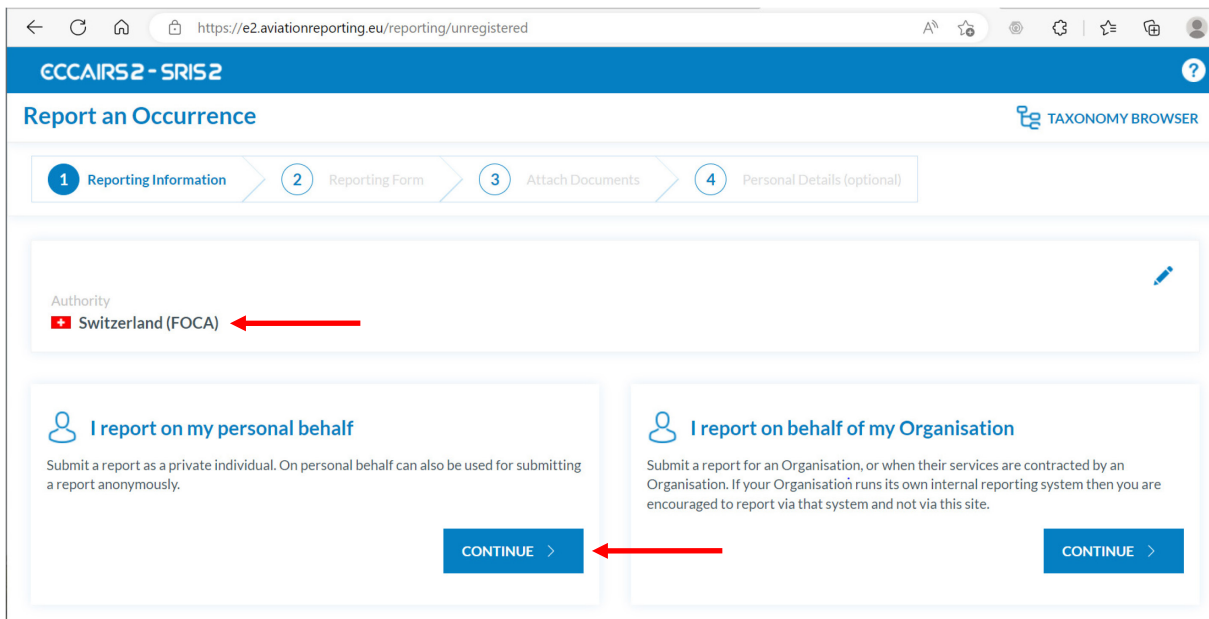 https://e2.aviationreporting.eu/reporting/unregistered
ECCAIRS2 - SRIS2
?
Report an Occurrence
TAXONOMY BROWSER
1 Reporting Information 2 Reporting Form 3 Attach Documents 4 Personal Details (optional)
Authority
Switzerland (FOCA)
I report on my personal behalf
Submit a report as a private individual. On personal behalf can also be used for submitting
a report anonymously.
CONTINUE >
I report on behalf of my Organisation
Submit a report for an Organisation, or when their services are contracted by an
Organisation. If your Organisation runs its own internal reporting system then you are
encouraged to report via that system and not via this site.
CONTINUE >